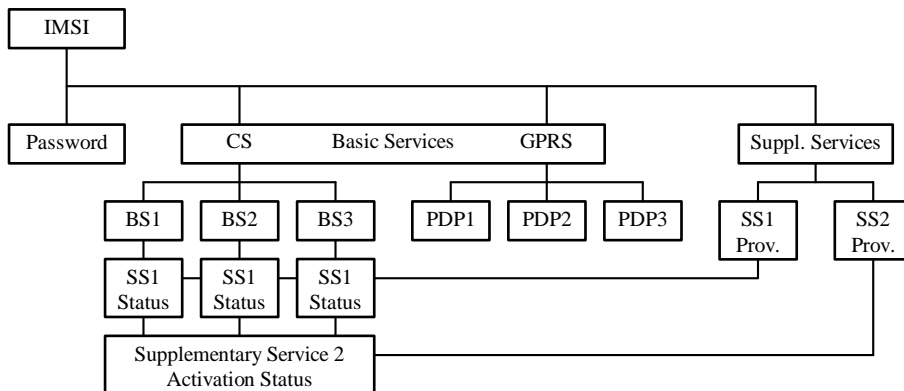 IMSI
Password
CS Basic Services GPRS
Suppl. Services
BS1
BS2
BS3
PDP1
PDP2
PDP3
SS1
Prov.
SS2
Prov.
SS1
Status
SS1
Status
SS1
Status
Supplementary Service 2
Activation Status